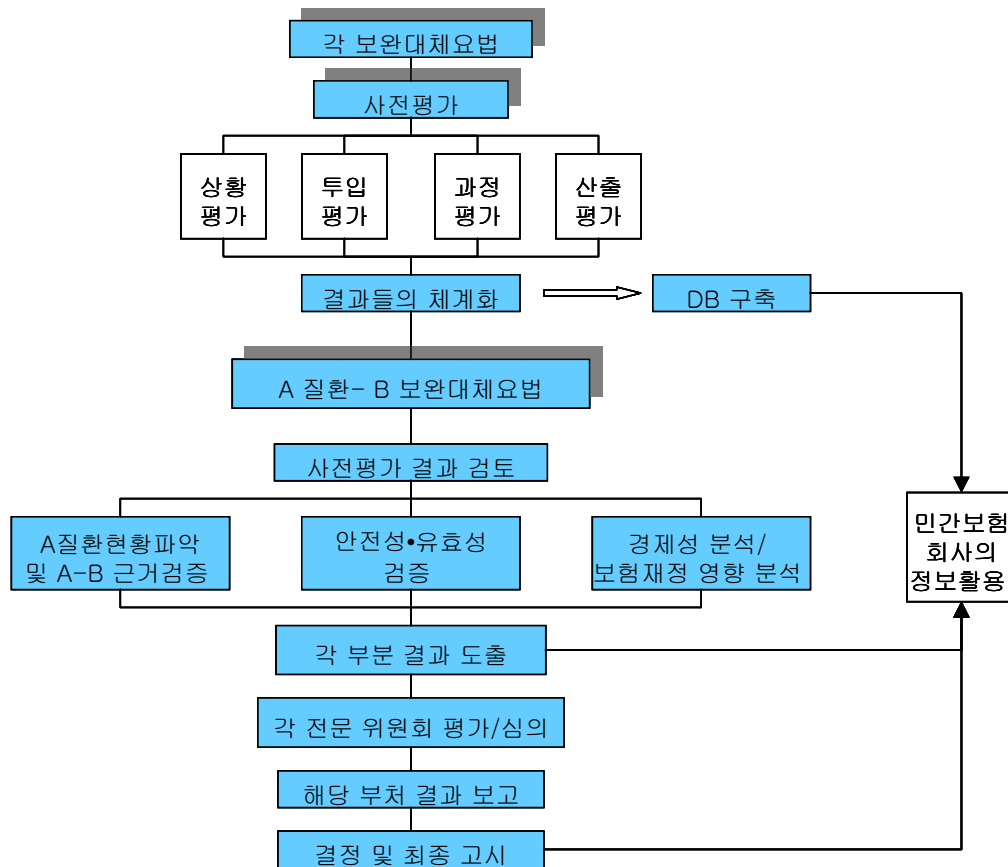 각 보완대체요법
사전평가
상황
평가
투입
평가
과정
평가
산출
평가
결과들의 체계화
DB 구축
A 질환- B 보완대체요법
사전평가 결과 검토
A질환현황파악
및 A-B 근거검증
안전성•유효성
검증
경제성 분석/
보험재정 영향 분석
민간보험
회사의
정보활용
각 부분 결과 도출
각 전문 위원회 평가/심의
해당 부처 결과 보고
결정 및 최종 고시